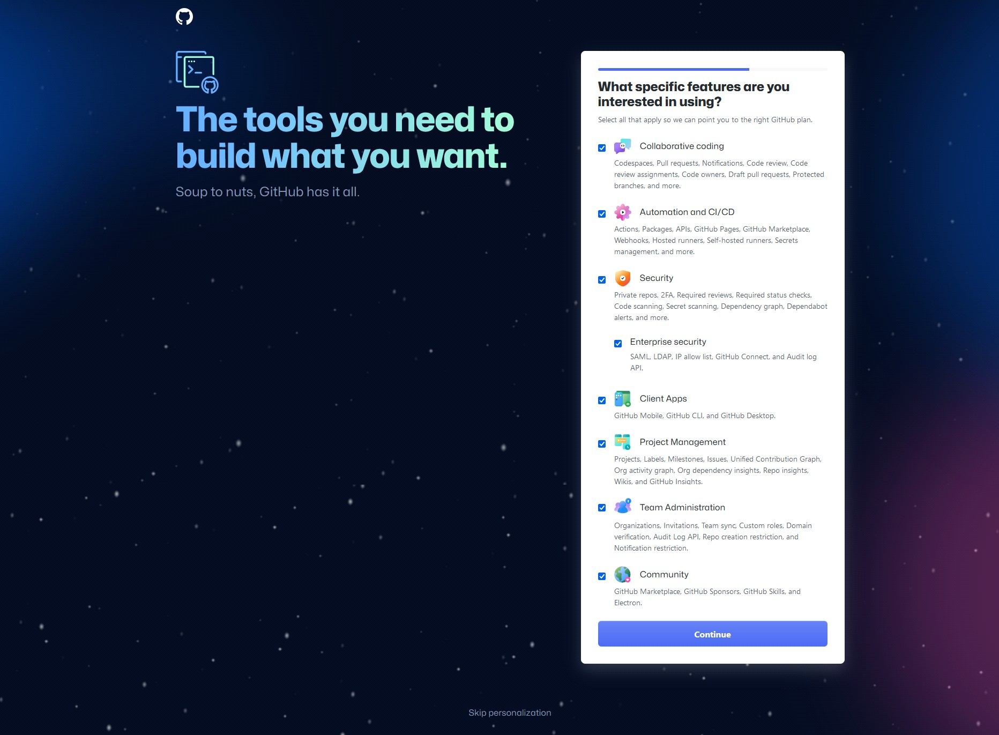 The tools you need to
build what you want.
Soup to nuts, GitHub has it all.
What specific features are you
interested in using?
Select all that apply so we can point you to the right GitHub plan.
Collaborative coding
Codespaces, Pull requests, Notifications, Code review, Code
review assignments, Code owners, Draft pull requests, Protected
branches, and more.
Automation and CI/CD
Actions, Packages, APIs, GitHub Pages, GitHub Marketplace,
Webhooks, Hosted runners, Self-hosted runners, Secrets
management, and more.
Security
Private repos, 2FA, Required reviews, Required status checks,
Code scanning, Secret scanning, Dependency graph, Dependabot
alerts, and more.
Enterprise security
SAML, LDAP, IP allow list, GitHub Connect, and Audit log
API.
Client Apps
GitHub Mobile, GitHub CLI, and GitHub Desktop.
Project Management
Projects, Labels, Milestones, Issues, Unified Contribution Graph,
Org activity graph, Org dependency insights, Repo insights,
Wikis, and GitHub Insights.
Team Administration
Organizations, Invitations, Team sync, Custom roles, Domain
verification, Audit Log API, Repo creation restriction, and
Notification restriction.
Community
GitHub Marketplace, GitHub Sponsors, GitHub Skills, and
Electron.
Continue
Skip personalization